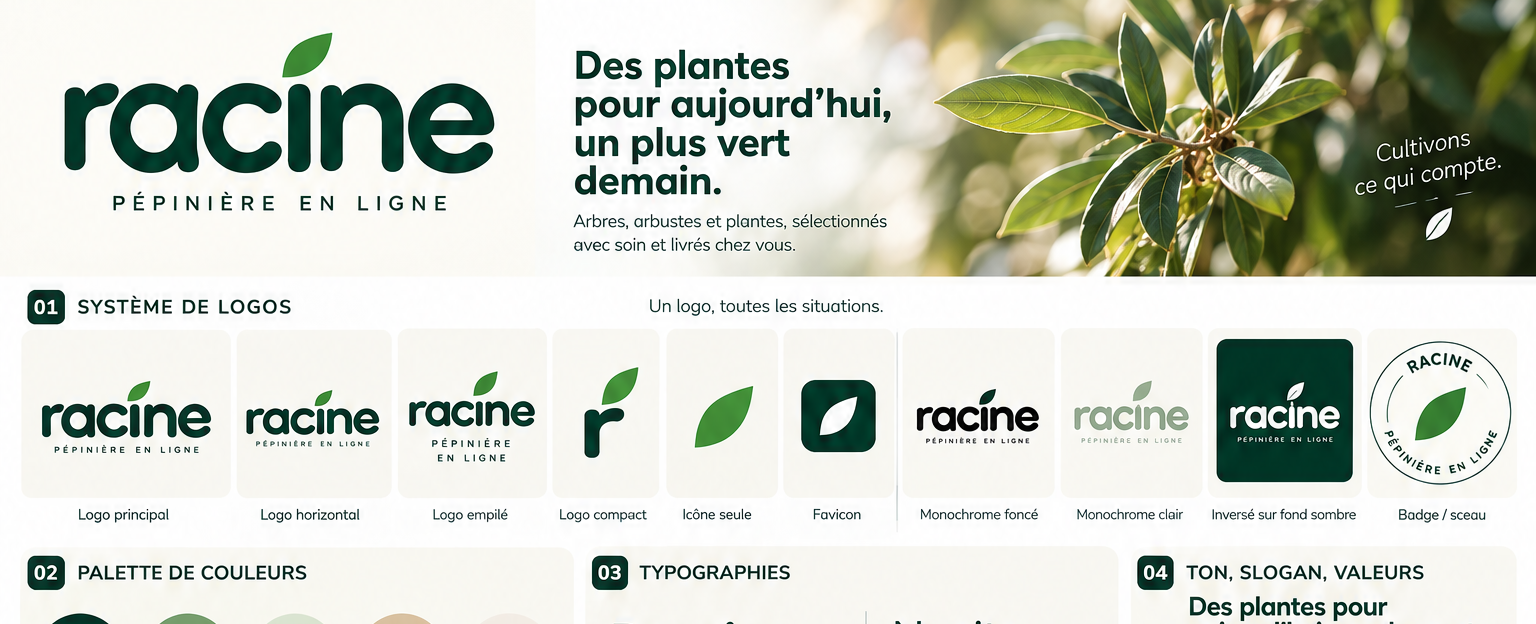 racine
PÉPINIÈRE EN LIGNE
Des plantes
pour aujourd’hui,
un plus vert
demain.
Arbres, arbustes et plantes, sélectionnés
avec soin et livrés chez vous.
Cultivons
ce qui compte.
01 SYSTÈME DE LOGOS
Un logo, toutes les situations.
racine
PÉPINIÈRE EN LIGNE
Logo principal
racine
PÉPINIÈRE EN LIGNE
Logo horizontal
racine
PÉPINIÈRE
EN LIGNE
Logo empilé
r
Logo compact
Icône seule
Favicon
racine
PÉPINIÈRE EN LIGNE
Monochrome foncé
racine
PÉPINIÈRE EN LIGNE
Monochrome clair
racine
PÉPINIÈRE EN LIGNE
Inversé sur fond sombre
RACINE
PÉPINIÈRE EN LIGNE
Badge / sceau
02 PALETTE DE COULEURS
03 TYPOGRAPHIES
04 TON, SLOGAN, VALEURS
Des plantes pour